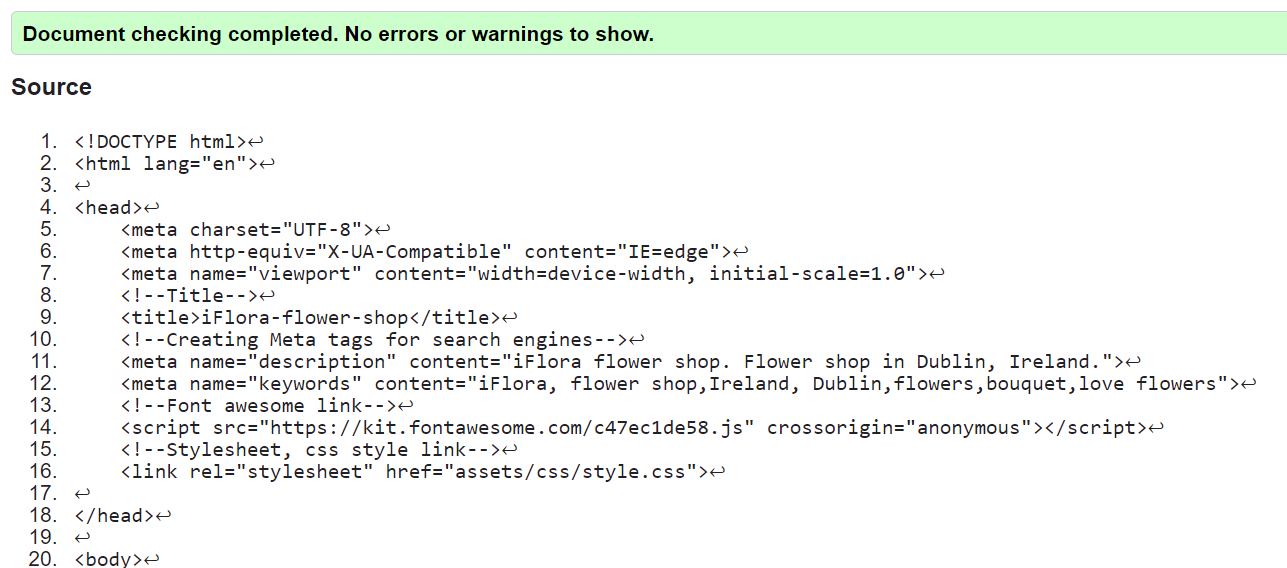 Document checking completed. No errors or warnings to show.
Source
1. <!DOCTYPE html>↩
2. <html lang="en">↩
3. ↩
4. <head>↩
5.     <meta charset="UTF-8">↩
6.     <meta http-equiv="X-UA-Compatible" content="IE=edge">↩
7.     <meta name="viewport" content="width=device-width, initial-scale=1.0">↩
8.     <!--Title-->↩
9.     <title>iFlora-flower-shop</title>↩
10.     <!--Creating Meta tags for search engines-->↩
11.     <meta name="description" content="iFlora flower shop. Flower shop in Dublin, Ireland.">↩
12.     <meta name="keywords" content="iFlora, flower shop,Ireland, Dublin,flowers,bouquet,love flowers">↩
13.     <!--Font awesome link-->↩
14.     <script src="https://kit.fontawesome.com/c47ec1de58.js" crossorigin="anonymous"></script>↩
15.     <!--Stylesheet, css style link-->↩
16.     <link rel="stylesheet" href="assets/css/style.css">↩
17. ↩
18. </head>↩
19. ↩
20. <body>↩